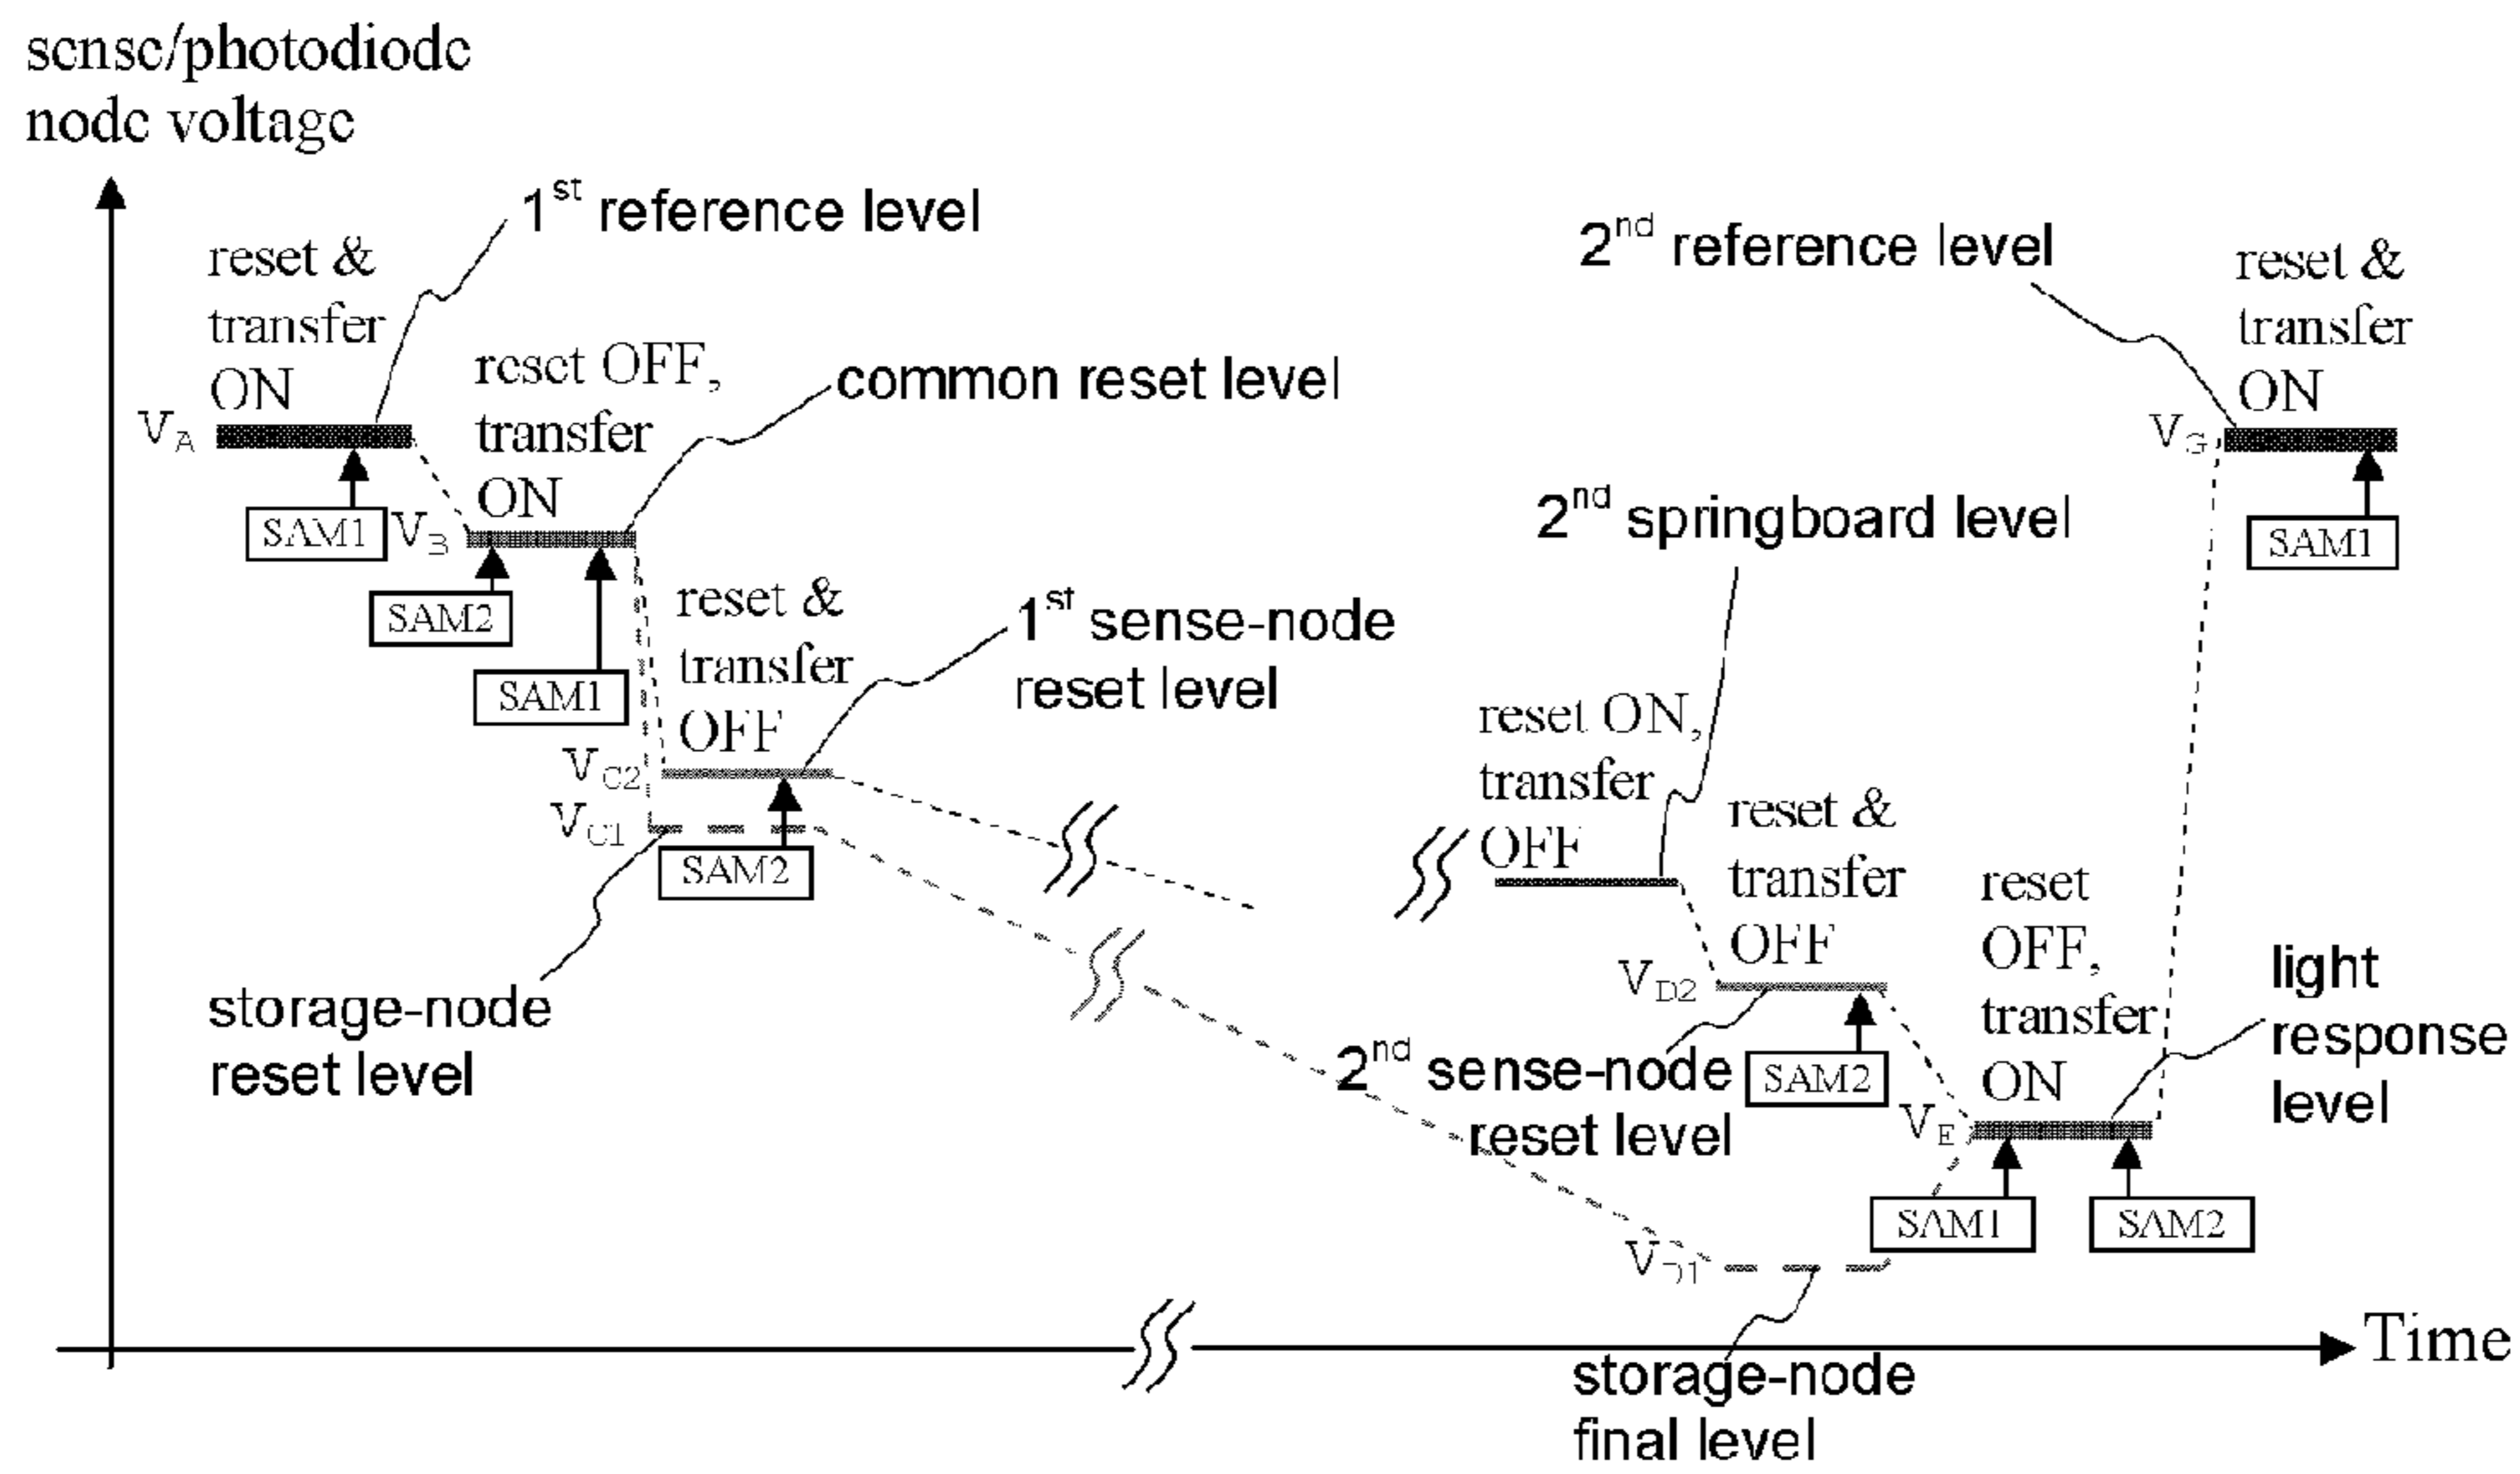 sense/photodiode
node voltage
1st reference level
reset &
transfer
ON
VA
SAM1
reset OFF,
transfer
ON
common reset level
VB
SAM2
SAM1
reset &
transfer
OFF
1st sense-node
reset level
VC2
VC1
SAM2
storage-node
reset level
2nd reference level
reset &
transfer
ON
VG
SAM1
2nd springboard level
reset ON,
transfer
OFF
reset &
transfer
OFF
VD2
2nd sense-node
reset level
SAM2
reset
OFF,
transfer
ON
light
response
level
VE
SAM1
SAM2
VD1
storage-node
final level
Time